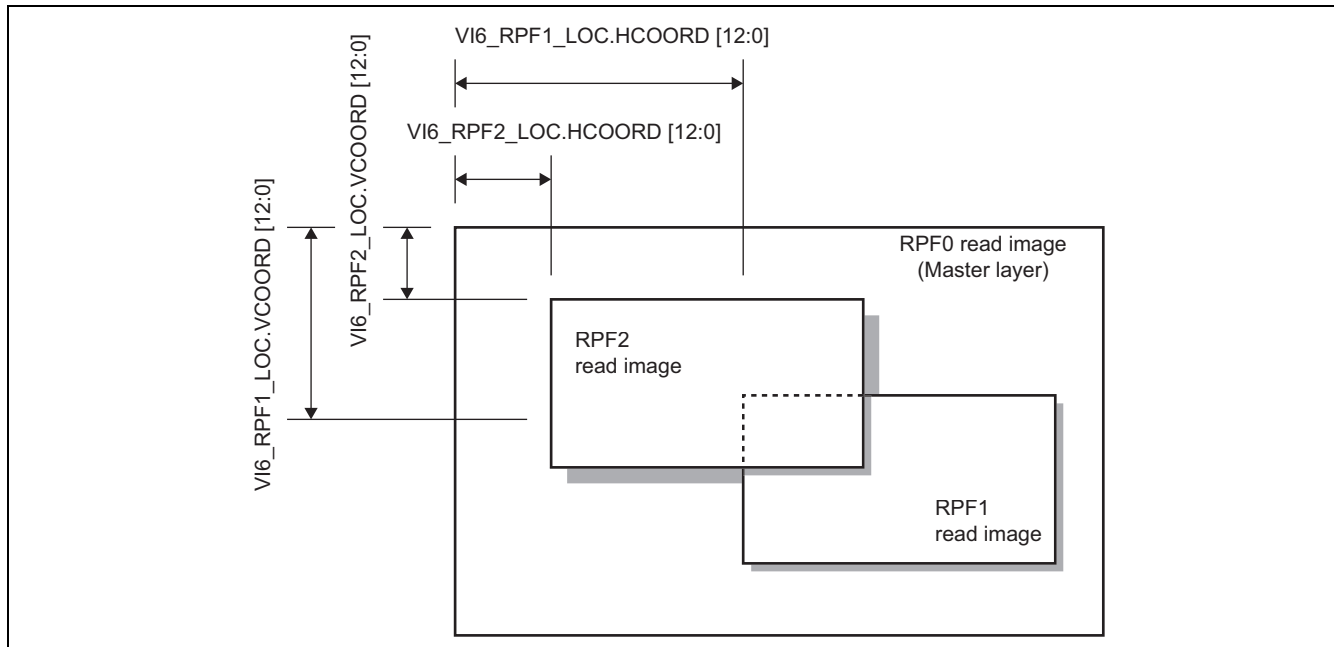 VI6_RPF1_LOC.HCOORD [12:0]
VI6_RPF2_LOC.HCOORD [12:0]
VI6_RPF1_LOC.VCOORD [12:0]
VI6_RPF2_LOC.VCOORD [12:0]
RPF0 read image
(Master layer)
RPF2
read image
RPF1
read image